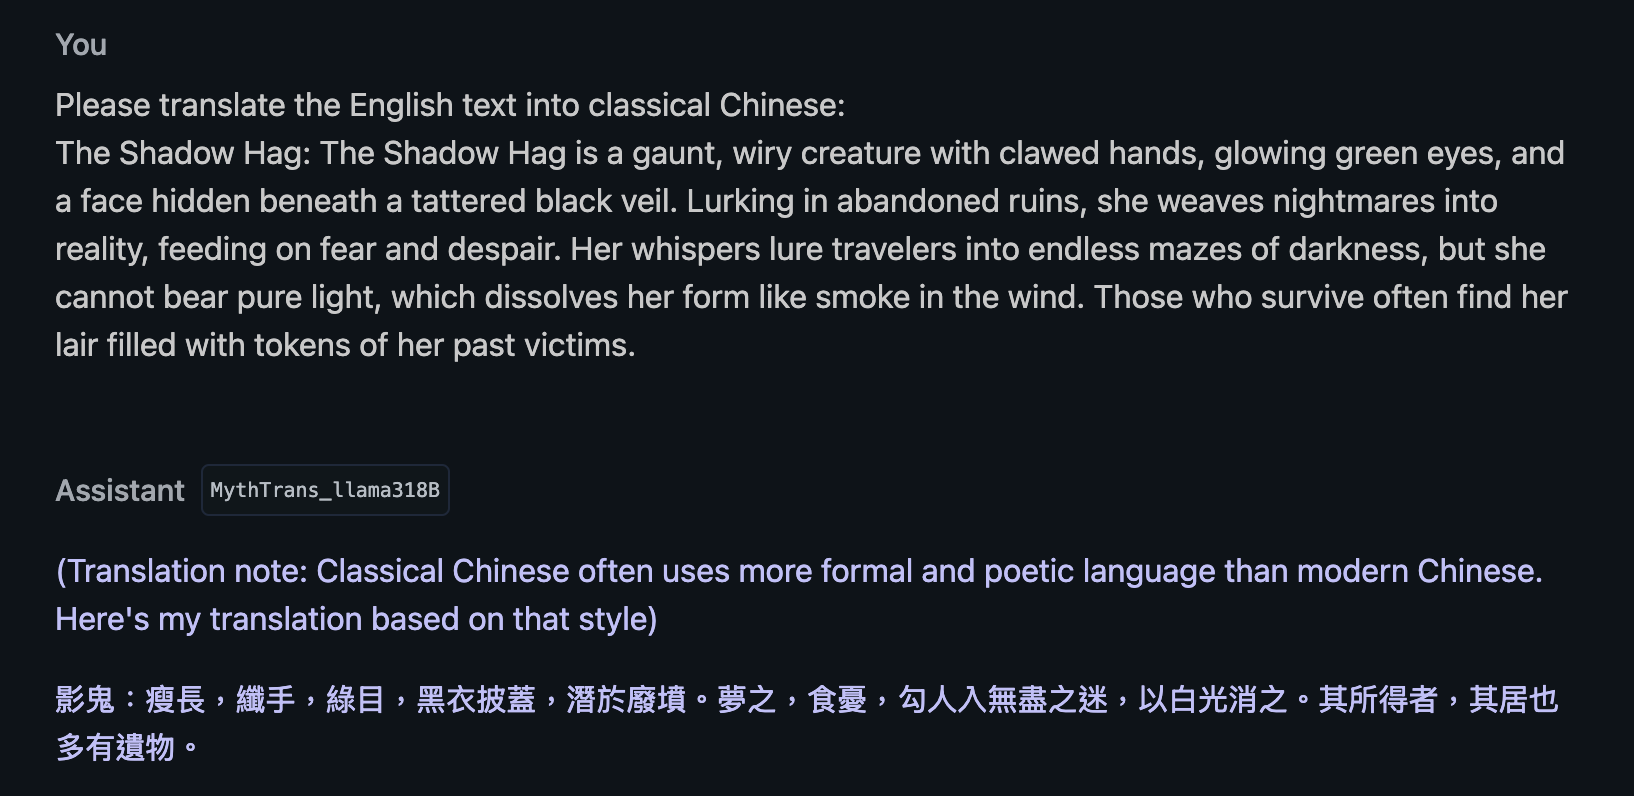 You
Please translate the English text into classical Chinese:
The Shadow Hag: The Shadow Hag is a gaunt, wiry creature with clawed hands, glowing green eyes, and
a face hidden beneath a tattered black veil. Lurking in abandoned ruins, she weaves nightmares into
reality, feeding on fear and despair. Her whispers lure travelers into endless mazes of darkness, but she
cannot bear pure light, which dissolves her form like smoke in the wind. Those who survive often find her
lair filled with tokens of her past victims.
Assistant MythTrans_llama318B
(Translation note: Classical Chinese often uses more formal and poetic language than modern Chinese.
Here's my translation based on that style)
影鬼：瘦長，纖手，綠目，黑衣披蓋，潛於廢墳。夢之，食憂，勾人入無盡之迷，以白光消之。其所得者，其居也
多有遺物。